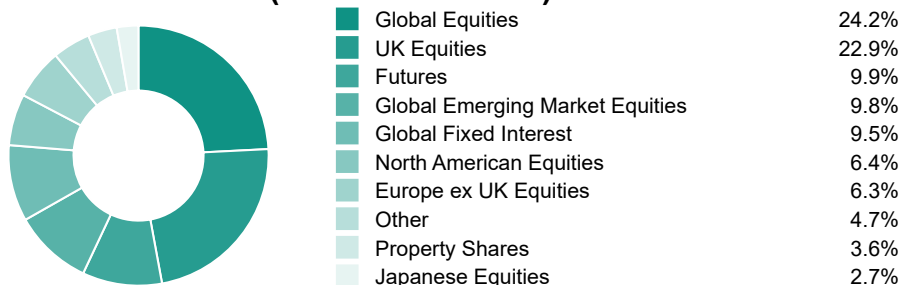 Global Equities 24.2%
UK Equities 22.9%
Futures 9.9%
Global Emerging Market Equities 9.8%
Global Fixed Interest 9.5%
North American Equities 6.4%
Europe ex UK Equities 6.3%
Other 4.7%
Property Shares 3.6%
Japanese Equities 2.7%